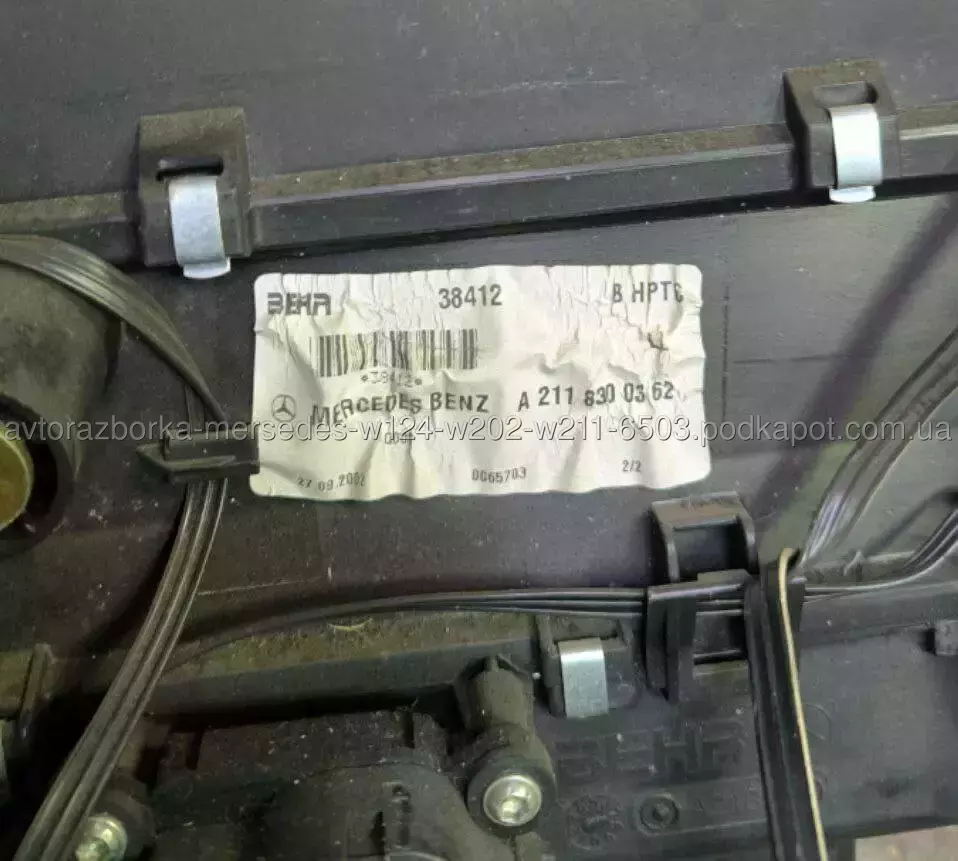 BEHR 38412 B HPTC
*38412*
MERCEDES BENZ A 211 830 03 62
avtorazborka-mersedes-w124-w202-w211-6503.podkapot.com.ua
27.09.2002 0065703 2/2
BEHR